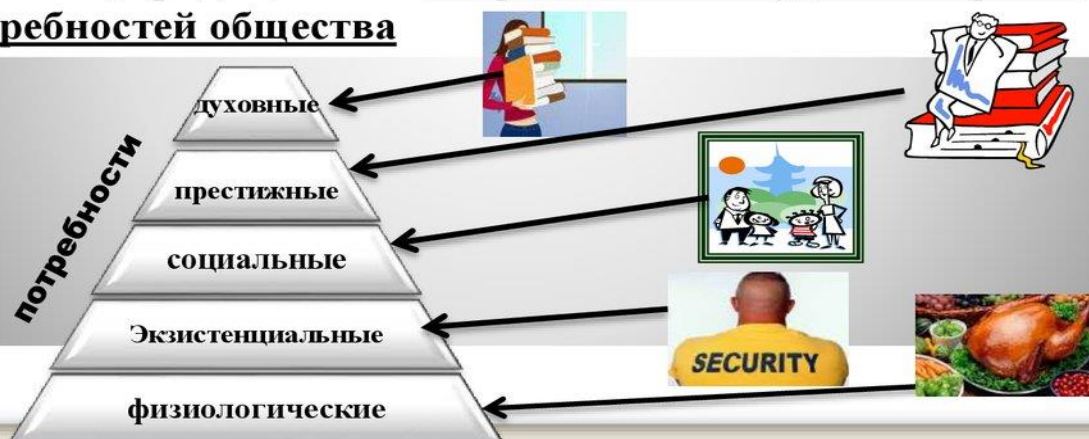 ребностей общества
потребности
духовные
престижные
социальные
Экзистенциальные
физиологические
SECURITY